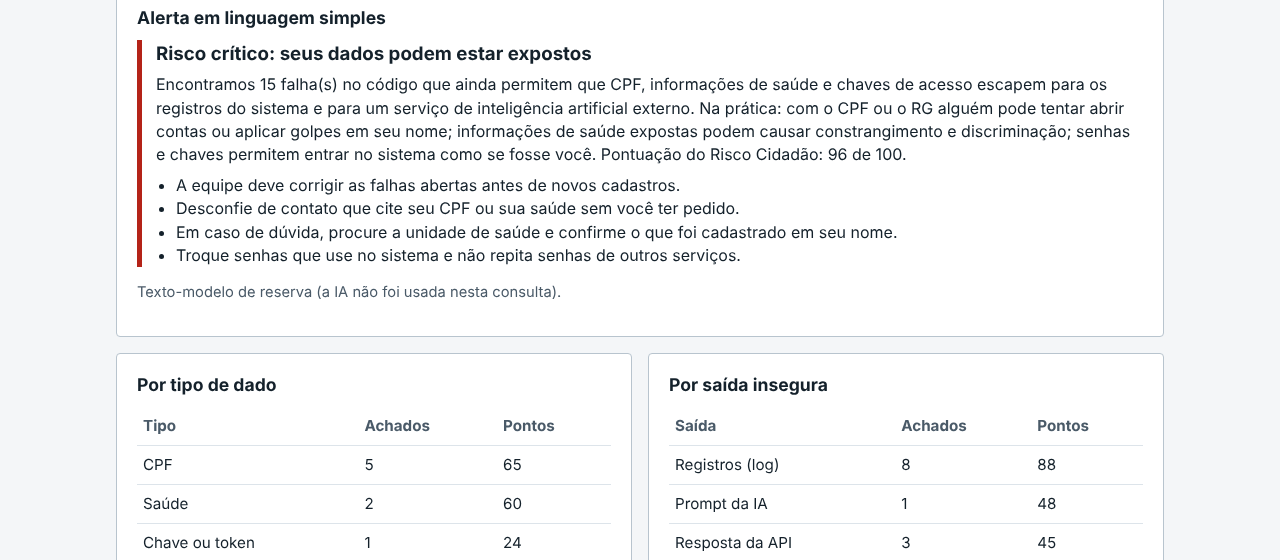 Alerta em linguagem simples
Risco crítico: seus dados podem estar expostos
Encontramos 15 falha(s) no código que ainda permitem que CPF, informações de saúde e chaves de acesso escapem para os
registros do sistema e para um serviço de inteligência artificial externo. Na prática: com o CPF ou o RG alguém pode tentar abrir
contas ou aplicar golpes em seu nome; informações de saúde expostas podem causar constrangimento e discriminação; senhas
e chaves permitem entrar no sistema como se fosse você. Pontuação do Risco Cidadão: 96 de 100.
• A equipe deve corrigir as falhas abertas antes de novos cadastros.
• Desconfie de contato que cite seu CPF ou sua saúde sem você ter pedido.
• Em caso de dúvida, procure a unidade de saúde e confirme o que foi cadastrado em seu nome.
• Troque senhas que use no sistema e não repita senhas de outros serviços.
Texto-modelo de reserva (a IA não foi usada nesta consulta).
Por tipo de dado
Tipo Achados Pontos
CPF 5 65
Saúde 2 60
Chave ou token 1 24
Por saída insegura
Saída Achados Pontos
Registros (log) 8 88
Prompt da IA 1 48
Resposta da API 3 45